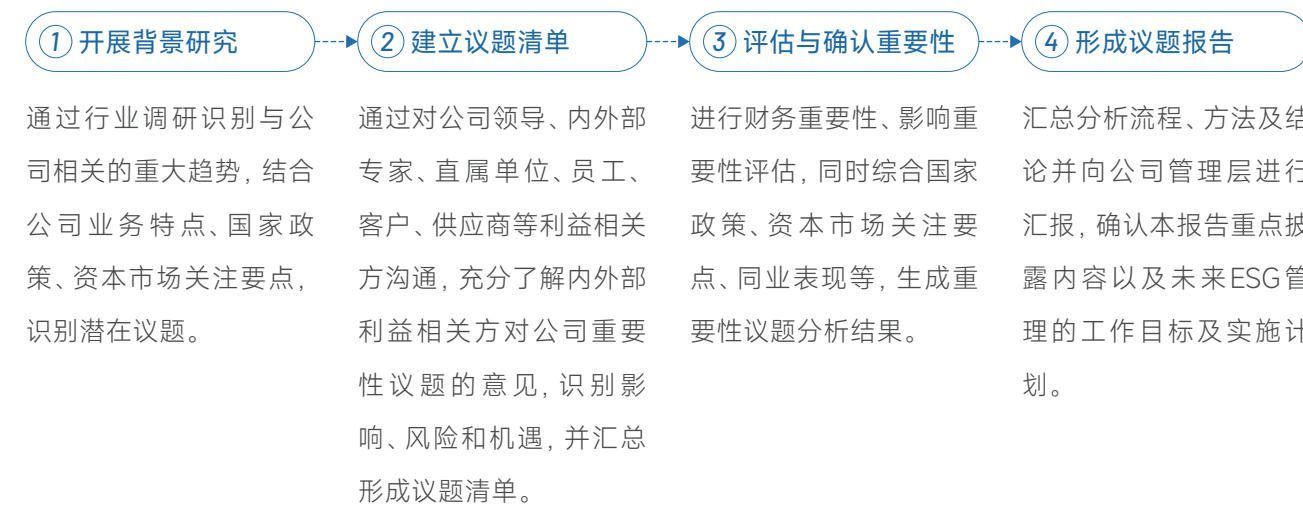 ① 开展背景研究
通过行业调研识别与公
司相关的重大趋势,结合
公司业务特点、国家政
策、资本市场关注要点,
识别潜在议题。
② 建立议题清单
通过对公司领导、内外部
专家、直属单位、员工、
客户、供应商等利益相关
方沟通,充分了解内外部
利益相关方对公司重要
性议题的意见,识别影
响、风险和机遇,并汇总
形成议题清单。
③ 评估与确认重要性
进行财务重要性、影响重
要性评估,同时综合国家
政策、资本市场关注要
点、同业表现等,生成重
要性议题分析结果。
④ 形成议题报告
汇总分析流程、方法及结
论并向公司管理层进行
汇报,确认本报告重点披
露内容以及未来ESG管
理的工作目标及实施计
划。